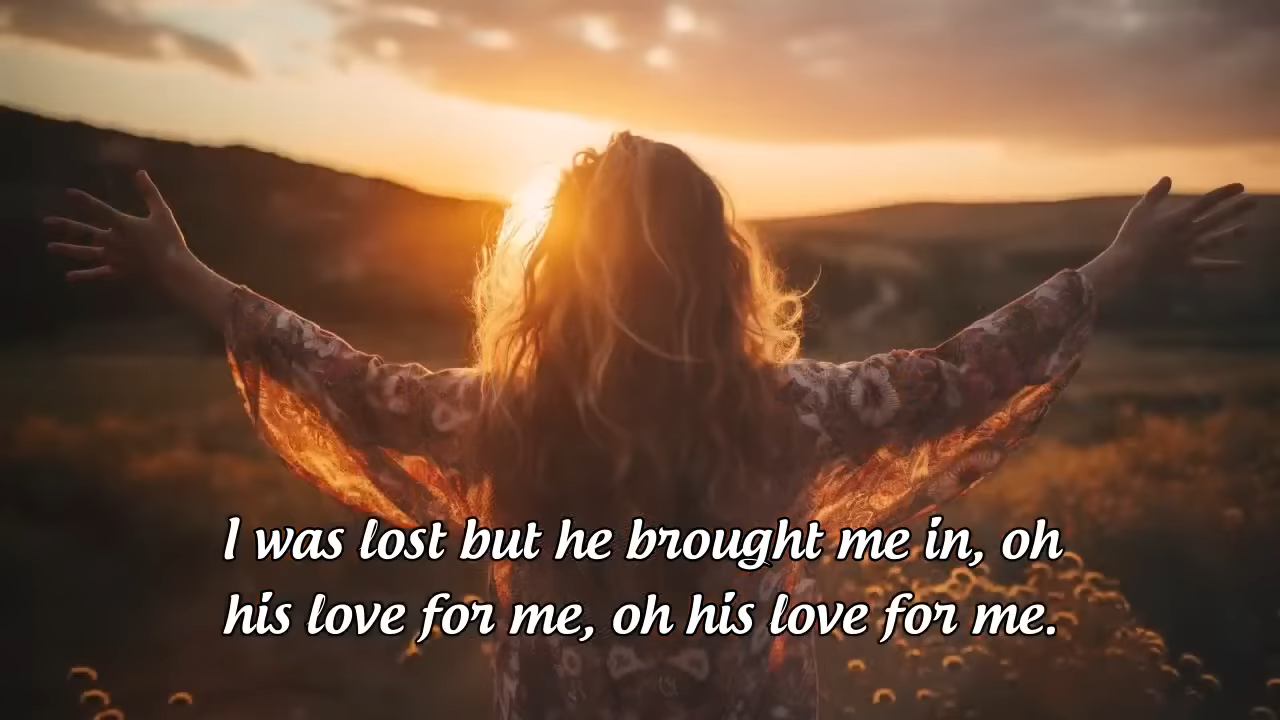 I was lost but he brought me in, oh
his love for me, oh his love for me.